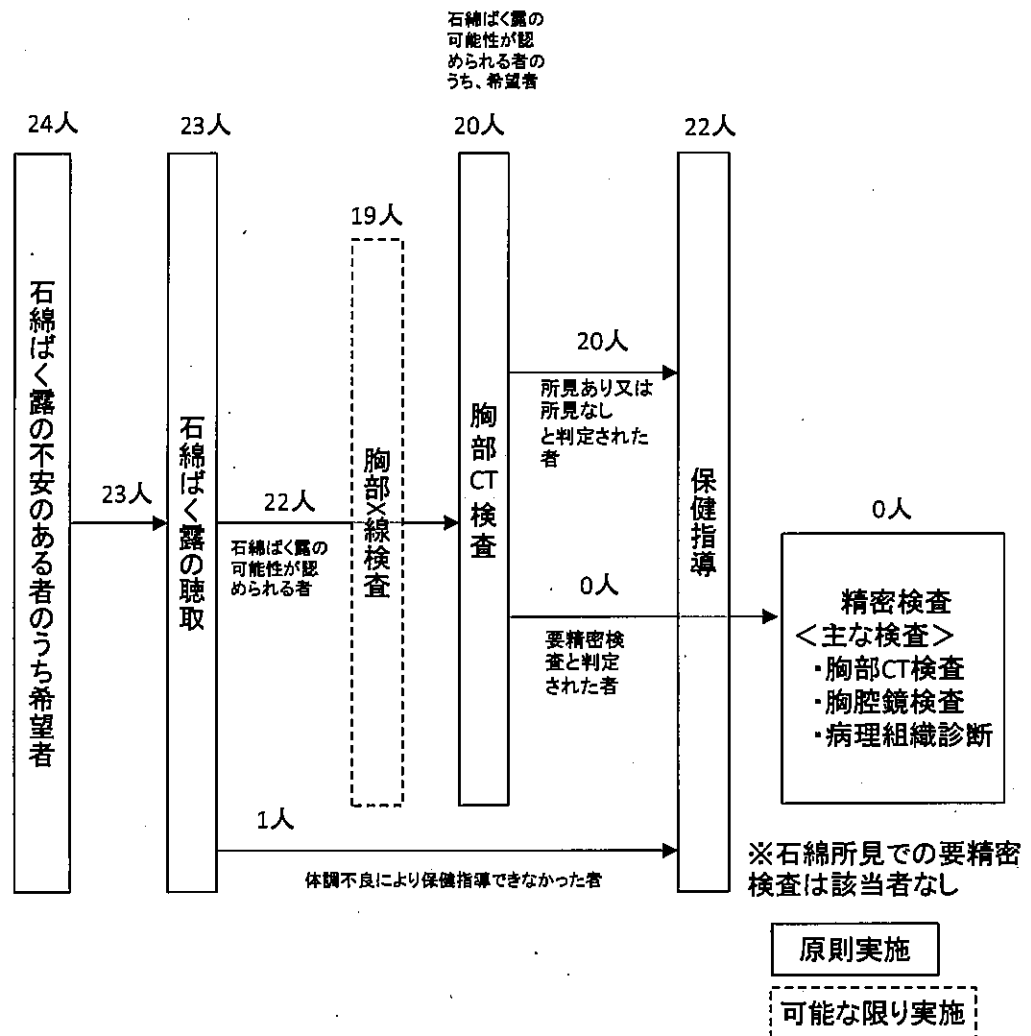 石綿ばく露の
可能性が認
められる者の
うち、希望者
24人
23人
20人
22人
19人
石綿ばく露の不安のある者のうち希望者
23人
石綿ばく露の聴取
22人
石綿ばく露の
可能性が認
められる者
胸部X線検査
胸部CT検査
20人
所見あり又は
所見なし
と判定された
者
0人
要精密検
査と判定
された者
保健指導
0人
精密検査
<主な検査>
・胸部CT検査
・胸腔鏡検査
・病理組織診断
1人
体調不良により保健指導できなかった者
※石綿所見での要精密
検査は該当者なし
原則実施
可能な限り実施